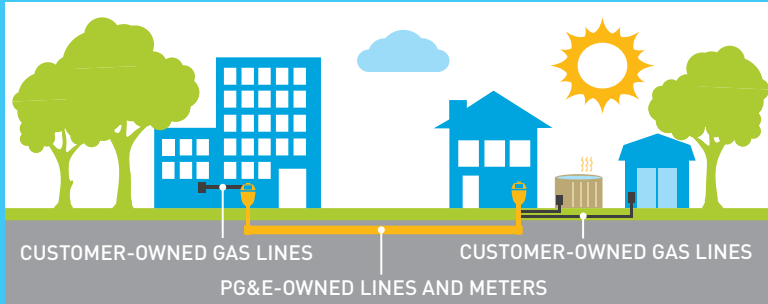 CUSTOMER-OWNED GAS LINES
CUSTOMER-OWNED GAS LINES
PG&E-OWNED LINES AND METERS